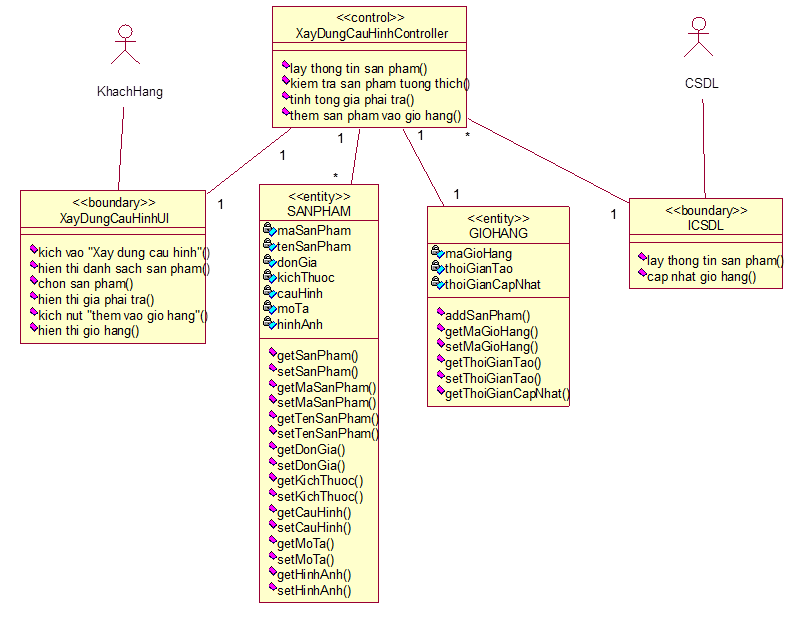 <<control>>
XayDungCauHinhController
lay thong tin san pham()
kiem tra san pham tuong thich()
tinh tong gia phai tra()
them san pham vao gio hang()
KhachHang
CSDL
1
1
1
*
1
*
1
1
<<boundary>>
XayDungCauHinhUI
kich vao "Xay dung cau hinh"()
hien thi danh sach san pham()
chon san pham()
hien thi gia phai tra()
kich nut "them vao gio hang"()
hien thi gio hang()
<<entity>>
SANPHAM
maSanPham
tenSanPham
donGia
kichThuoc
cauHinh
moTa
hinhAnh
getSanPham()
setSanPham()
getMaSanPham()
setMaSanPham()
getTenSanPham()
setTenSanPham()
getDonGia()
setDonGia()
getKichThuoc()
setKichThuoc()
getCauHinh()
setCauHinh()
getMoTa()
setMoTa()
getHinhAnh()
setHinhAnh()
<<entity>>
GIOHANG
maGioHang
thoiGianTao
thoiGianCapNhat
addSanPham()
getMaGioHang()
setMaGioHang()
getThoiGianTao()
setThoiGianTao()
getThoiGianCapNhat()
<<boundary>>
ICSDL
lay thong tin san pham()
cap nhat gio hang()